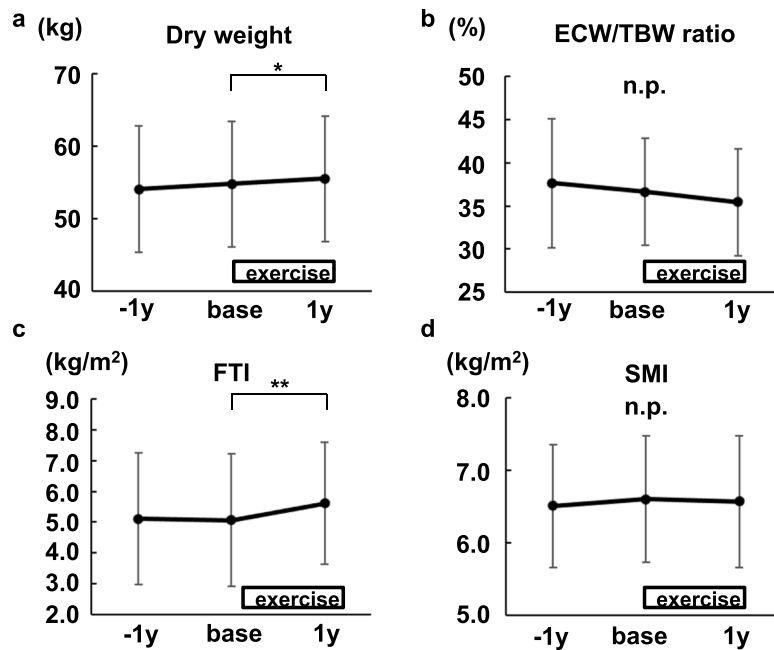 a (kg) Dry weight
*
70
60
50
40
exercise
-1y base 1y
b (%) ECW/TBW ratio
n.p.
50
45
40
35
30
25
exercise
-1y base 1y
c
(kg/m²) FTI
**
9.0
8.0
7.0
6.0
5.0
4.0
3.0
2.0
exercise
-1y base 1y
d
(kg/m²) SMI
n.p.
8.0
7.0
6.0
5.0
exercise
-1y base 1y